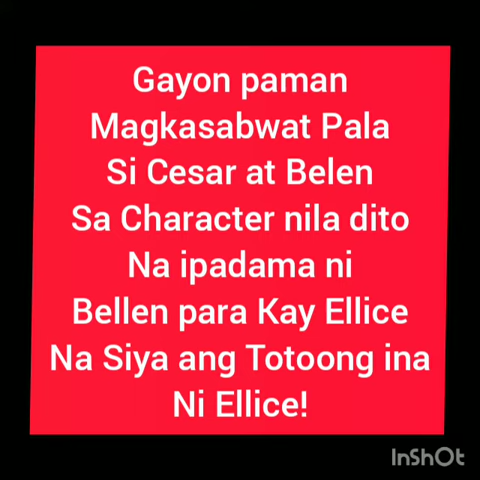 Gayon paman
Magkasabwat Pala
Si Cesar at Belen
Sa Character nila dito
Na ipadama ni
Bellen para Kay Ellice
Na Siya ang Totoong ina
Ni Ellice!
InShOt